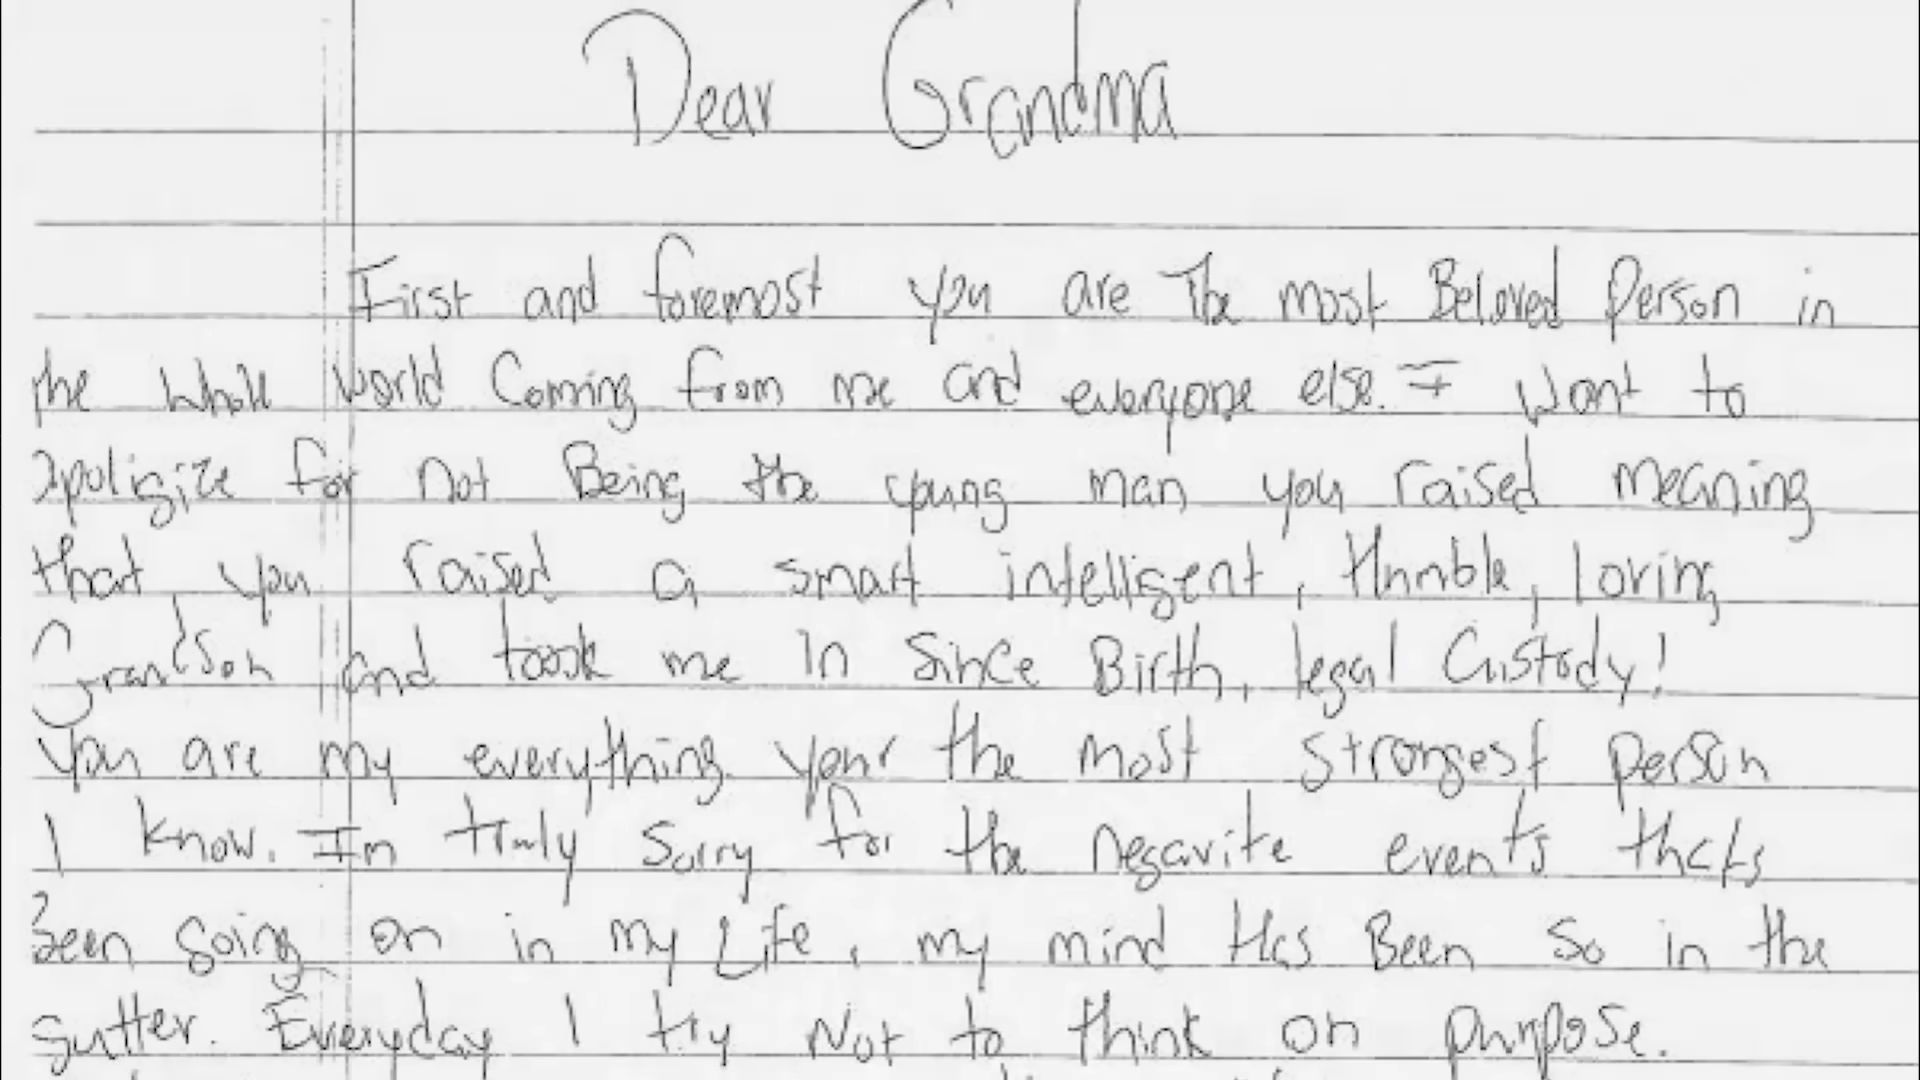 Dear Grandma
First and foremost you are The most Beloved Person in
the whole world Coming from me and everyone else. I want to
apoligize for not Being the young man you raised meaning
that you raised a smart intelligent, Humble, loving
Grandson and took me in Since Birth, legal Custody!
You are my everything. your the most strongest person
I know. Im truly sorry for the negavite events thats
Been going on in my Life, my mind Has Been so in the
gutter. Everyday I try Not to think on purpose.